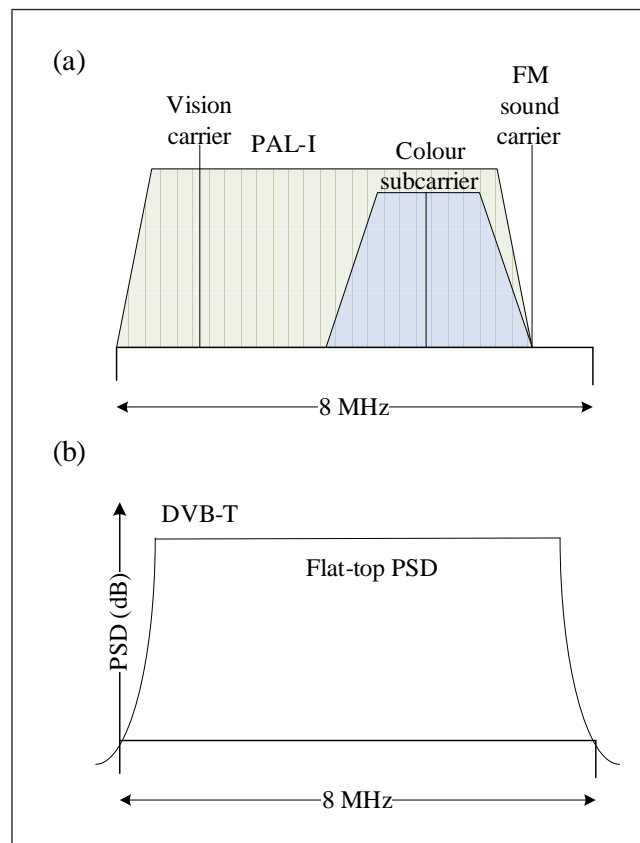 (a)
FM
sound
carrier
Vision
carrier
PAL-I
Colour
subcarrier
8 MHz
(b)
DVB-T
Flat-top PSD
PSD (dB)
8 MHz